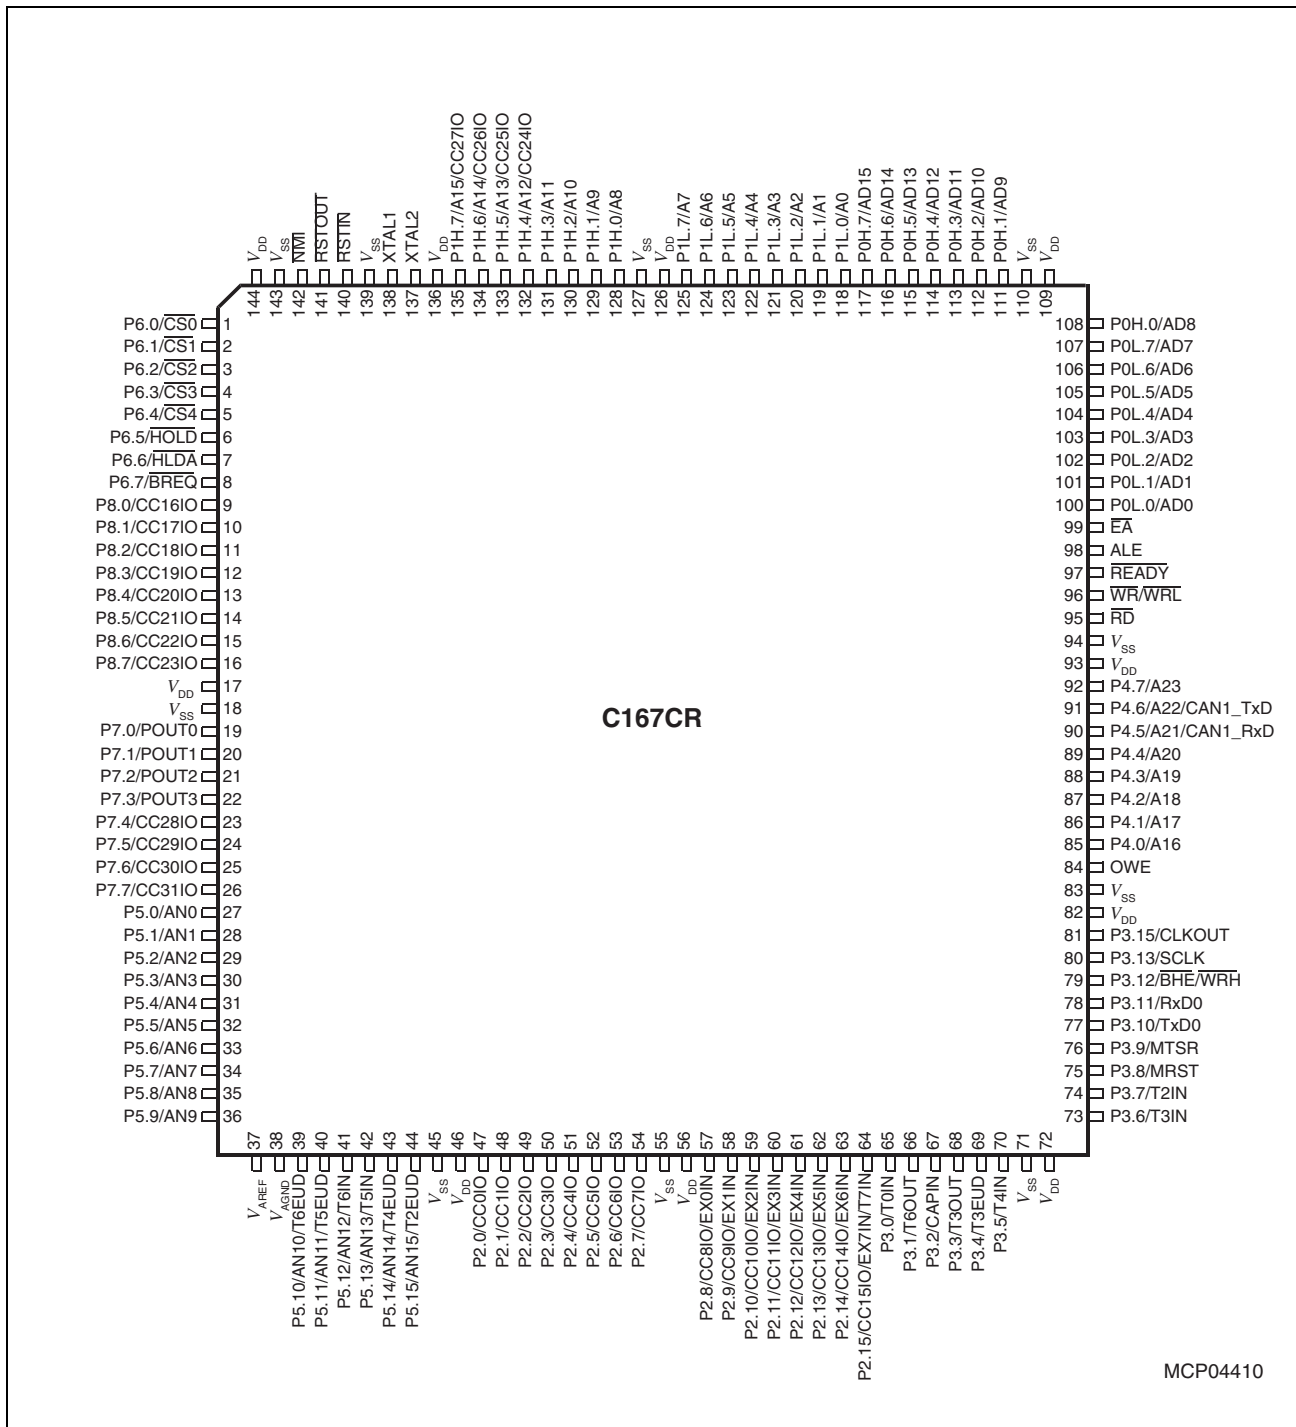 V_DD
V_SS
NMI
RSTOUT
RSTIN
V_SS
XTAL1
XTAL2
V_DD
P1H.7/A15/CC27IO
P1H.6/A14/CC26IO
P1H.5/A13/CC25IO
P1H.4/A12/CC24IO
P1H.3/A11
P1H.2/A10
P1H.1/A9
P1H.0/A8
V_SS
V_DD
P1L.7/A7
P1L.6/A6
P1L.5/A5
P1L.4/A4
P1L.3/A3
P1L.2/A2
P1L.1/A1
P1L.0/A0
P0H.7/AD15
P0H.6/AD14
P0H.5/AD13
P0H.4/AD12
P0H.3/AD11
P0H.2/AD10
P0H.1/AD9
V_SS
V_DD
144
143
142
141
140
139
138
137
136
135
134
133
132
131
130
129
128
127
126
125
124
123
122
121
120
119
118
117
116
115
114
113
112
111
110
109
P6.0/CS0 1
P6.1/CS1 2
P6.2/CS2 3
P6.3/CS3 4
P6.4/CS4 5
P6.5/HOLD 6
P6.6/HLDA 7
P6.7/BREQ 8
P8.0/CC16IO 9
P8.1/CC17IO 10
P8.2/CC18IO 11
P8.3/CC19IO 12
P8.4/CC20IO 13
P8.5/CC21IO 14
P8.6/CC22IO 15
P8.7/CC23IO 16
V_DD 17
V_SS 18
P7.0/POUT0 19
P7.1/POUT1 20
P7.2/POUT2 21
P7.3/POUT3 22
P7.4/CC28IO 23
P7.5/CC29IO 24
P7.6/CC30IO 25
P7.7/CC31IO 26
P5.0/AN0 27
P5.1/AN1 28
P5.2/AN2 29
P5.3/AN3 30
P5.4/AN4 31
P5.5/AN5 32
P5.6/AN6 33
P5.7/AN7 34
P5.8/AN8 35
P5.9/AN9 36
C167CR
108 P0H.0/AD8
107 P0L.7/AD7
106 P0L.6/AD6
105 P0L.5/AD5
104 P0L.4/AD4
103 P0L.3/AD3
102 P0L.2/AD2
101 P0L.1/AD1
100 P0L.0/AD0
99 EA
98 ALE
97 READY
96 WR/WRL
95 RD
94 V_SS
93 V_DD
92 P4.7/A23
91 P4.6/A22/CAN1_TxD
90 P4.5/A21/CAN1_RxD
89 P4.4/A20
88 P4.3/A19
87 P4.2/A18
86 P4.1/A17
85 P4.0/A16
84 OWE
83 V_SS
82 V_DD
81 P3.15/CLKOUT
80 P3.13/SCLK
79 P3.12/BHE/WRH
78 P3.11/RxD0
77 P3.10/TxD0
76 P3.9/MTSR
75 P3.8/MRST
74 P3.7/T2IN
73 P3.6/T3IN
37
38
39
40
41
42
43
44
45
46
47
48
49
50
51
52
53
54
55
56
57
58
59
60
61
62
63
64
65
66
67
68
69
70
71
72
V_AREF
V_AGND
P5.10/AN10/T6EUD
P5.11/AN11/T5EUD
P5.12/AN12/T6IN
P5.13/AN13/T5IN
P5.14/AN14/T4EUD
P5.15/AN15/T2EUD
V_SS
V_DD
P2.0/CC0IO
P2.1/CC1IO
P2.2/CC2IO
P2.3/CC3IO
P2.4/CC4IO
P2.5/CC5IO
P2.6/CC6IO
P2.7/CC7IO
V_SS
V_DD
P2.8/CC8IO/EX0IN
P2.9/CC9IO/EX1IN
P2.10/CC10IO/EX2IN
P2.11/CC11IO/EX3IN
P2.12/CC12IO/EX4IN
P2.13/CC13IO/EX5IN
P2.14/CC14IO/EX6IN
P2.15/CC15IO/EX7IN/T7IN
P3.0/T0IN
P3.1/T6OUT
P3.2/CAPIN
P3.3/T3OUT
P3.4/T3EUD
P3.5/T4IN
V_SS
V_DD
MCP04410